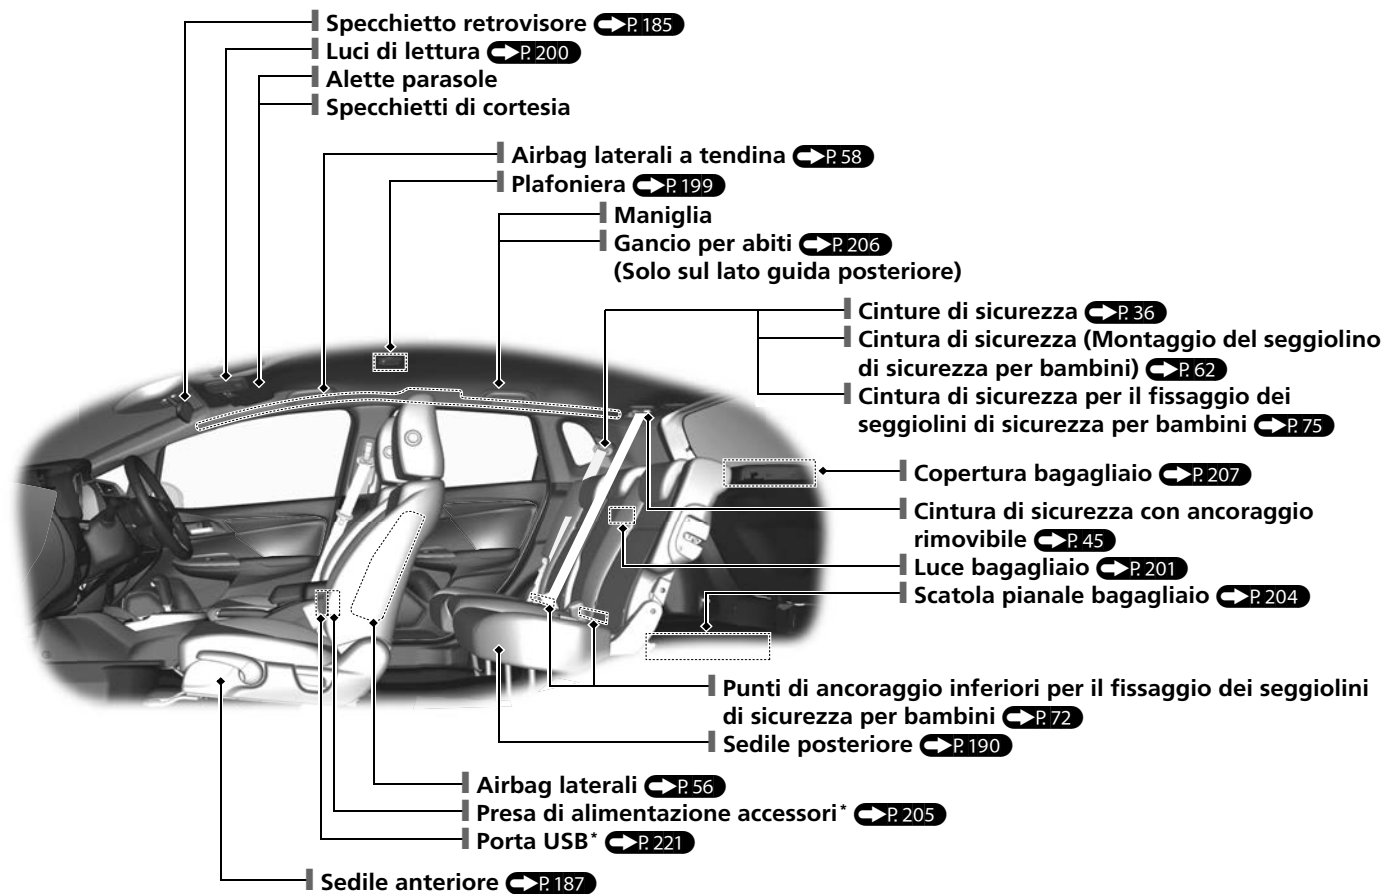 Specchietto retrovisore P. 185
Luci di lettura P. 200
Alette parasole
Specchietti di cortesia
Airbag laterali a tendina P. 58
Plafoniera P. 199
Maniglia
Gancio per abiti P. 206
(Solo sul lato guida posteriore)
Cinture di sicurezza P. 36
Cintura di sicurezza (Montaggio del seggiolino
di sicurezza per bambini) P. 62
Cintura di sicurezza per il fissaggio dei
seggiolini di sicurezza per bambini P. 75
Copertura bagagliaio P. 207
Cintura di sicurezza con ancoraggio
rimovibile P. 45
Luce bagagliaio P. 201
Scatola pianale bagagliaio P. 204
Punti di ancoraggio inferiori per il fissaggio dei seggiolini
di sicurezza per bambini P. 72
Sedile posteriore P. 190
Airbag laterali P. 56
Presa di alimentazione accessori* P. 205
Porta USB* P. 221
Sedile anteriore P. 187